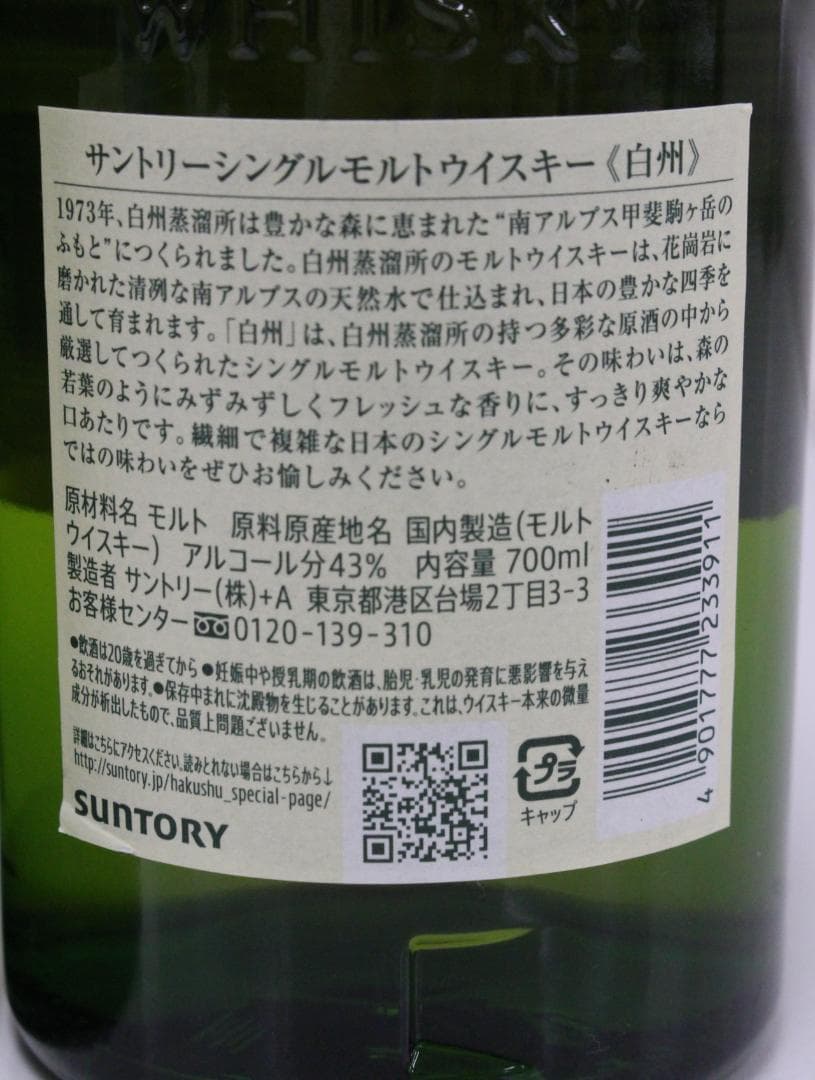 WHISKY
サントリーシングルモルトウイスキー《白州》
1973年、白州蒸溜所は豊かな森に恵まれた“南アルプス甲斐駒ヶ岳の
ふもと”につくられました。白州蒸溜所のモルトウイスキーは、花崗岩に
磨かれた清冽な南アルプスの天然水で仕込まれ、日本の豊かな四季を
通して育まれます。「白州」は、白州蒸溜所の持つ多彩な原酒の中から
厳選してつくられたシングルモルトウイスキー。その味わいは、森の
若葉のようにみずみずしくフレッシュな香りに、すっきり爽やかな
口あたりです。繊細で複雑な日本のシングルモルトウイスキーなら
ではの味わいをぜひお愉しみください。
原材料名 モルト 原料原産地名 国内製造(モルト
ウイスキー) アルコール分43% 内容量 700ml
製造者 サントリー(株)+A 東京都港区台場2丁目3-3
お客様センター 0120-139-310
●飲酒は20歳を過ぎてから ●妊娠中や授乳期の飲酒は、胎児・乳児の発育に悪影響を与え
るおそれがあります。●保存中まれに沈殿物を生じることがあります。これは、ウイスキー本来の微量
成分が析出したもので、品質上問題ございません。
詳細はこちらにアクセスください。読みとれない場合はこちらから↓
http://suntory.jp/hakushu_special-page/
SUNTORY
プラ
キャップ
4901777233911